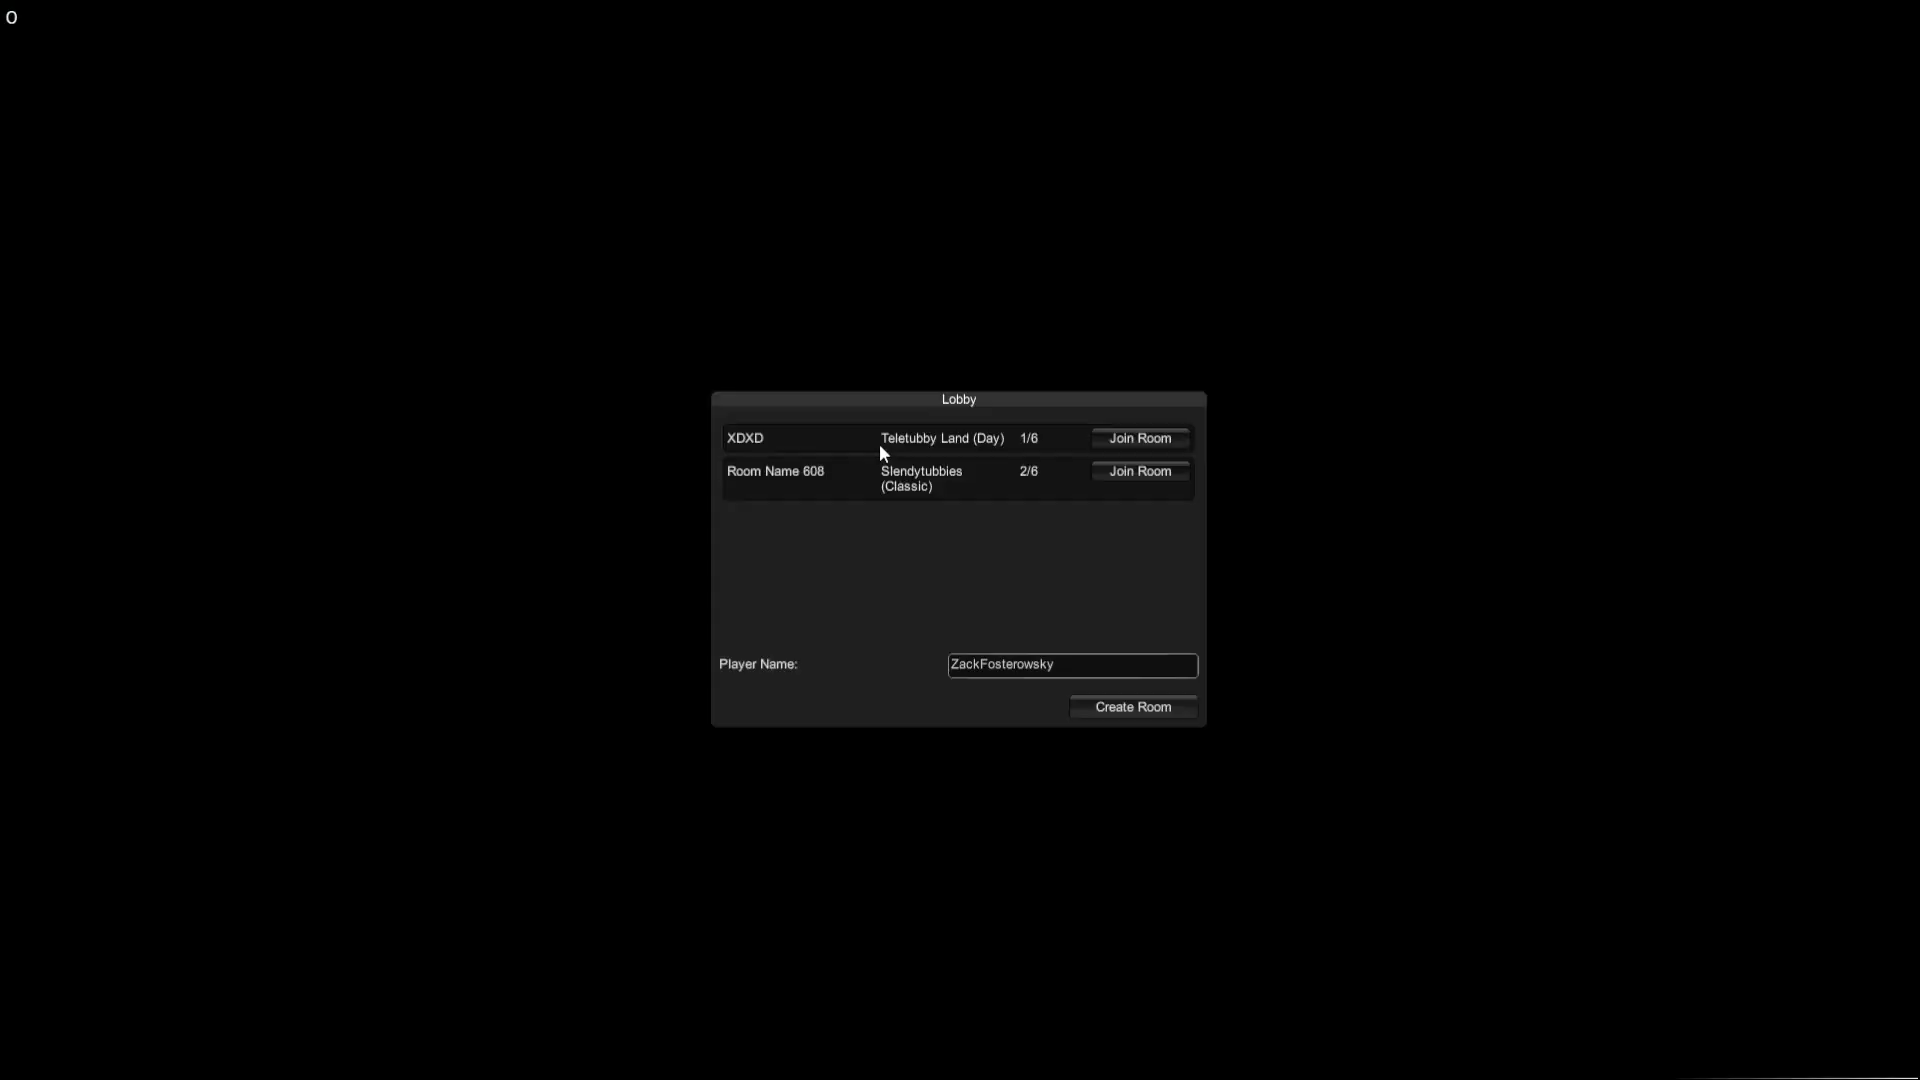 0
Lobby
XDXD Teletubby Land (Day) 1/6 Join Room
Room Name 608 Slendytubbies 2/6 Join Room
(Classic)
Player Name: ZackFosterowsky
Create Room